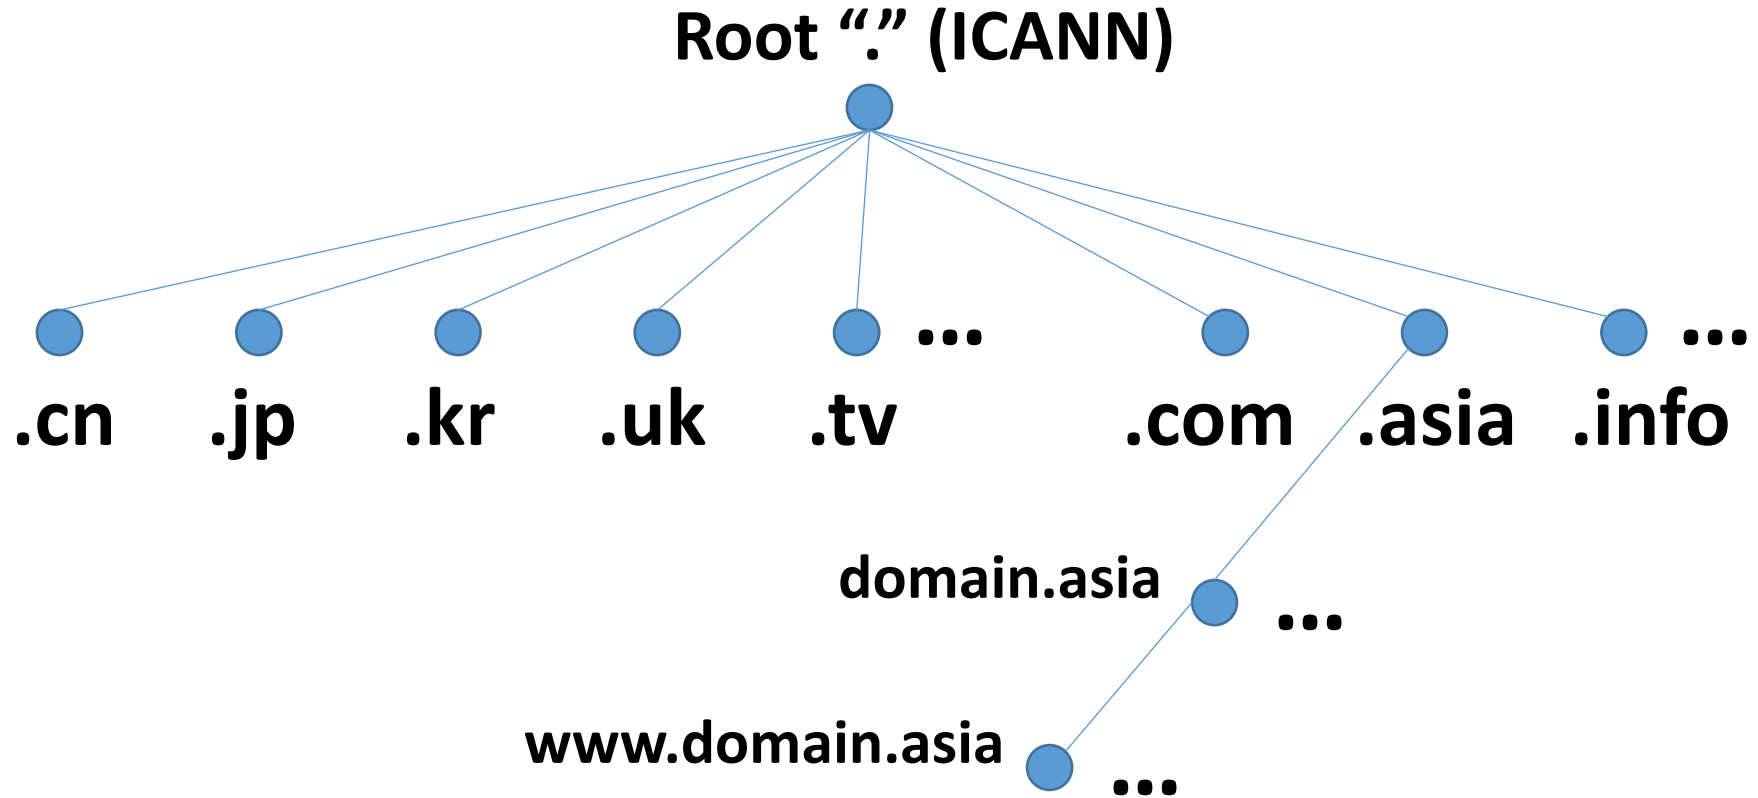 Root “.” (ICANN)
...
...
.cn .jp .kr .uk .tv .com .asia .info
domain.asia
...
www.domain.asia
...